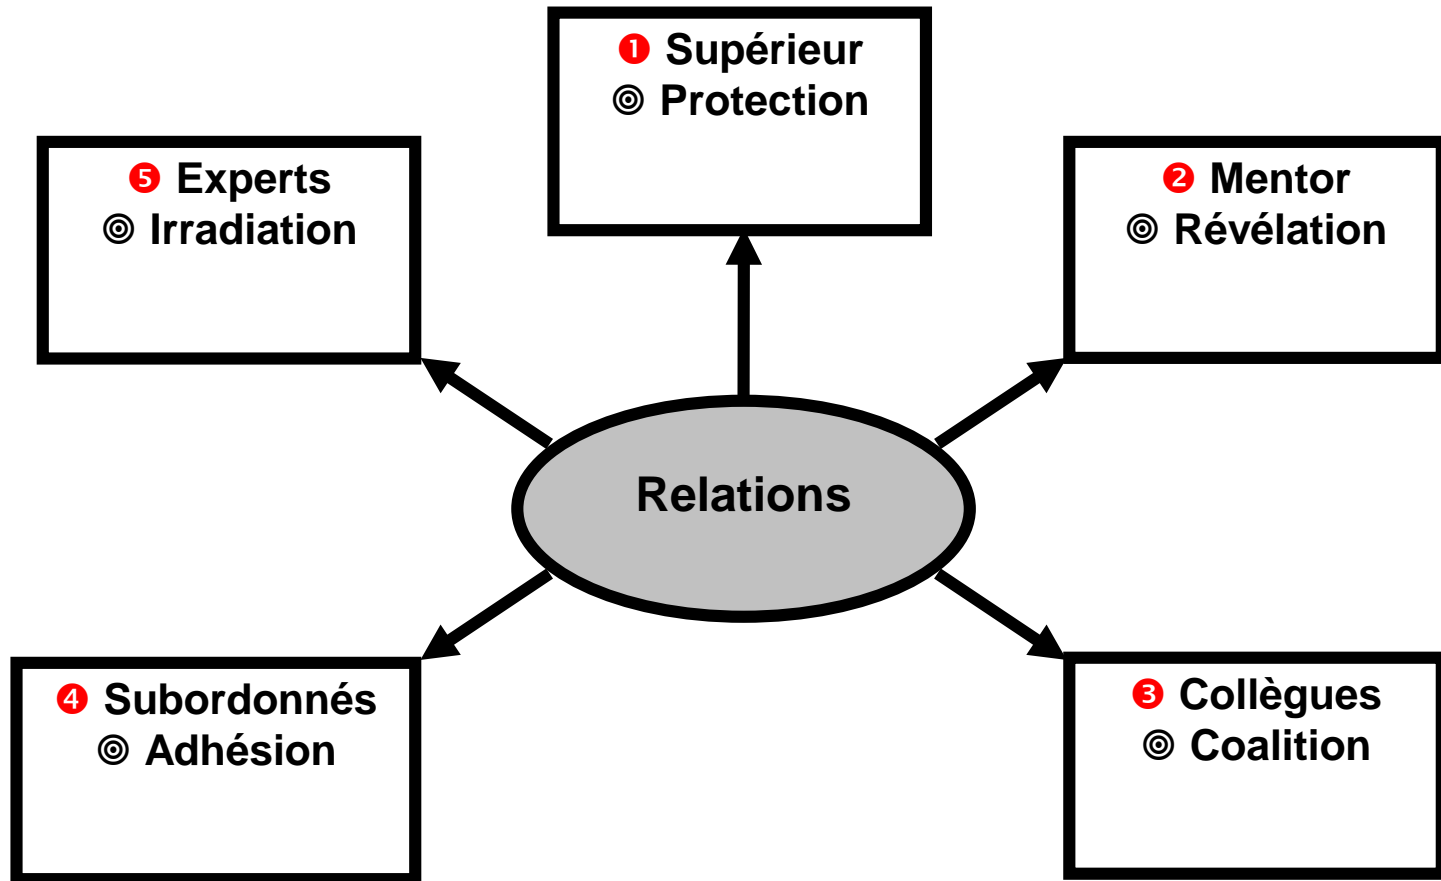 ❶ Supérieur
◎ Protection
❷ Mentor
◎ Révélation
❸ Collègues
◎ Coalition
❹ Subordonnés
◎ Adhésion
❺ Experts
◎ Irradiation
Relations